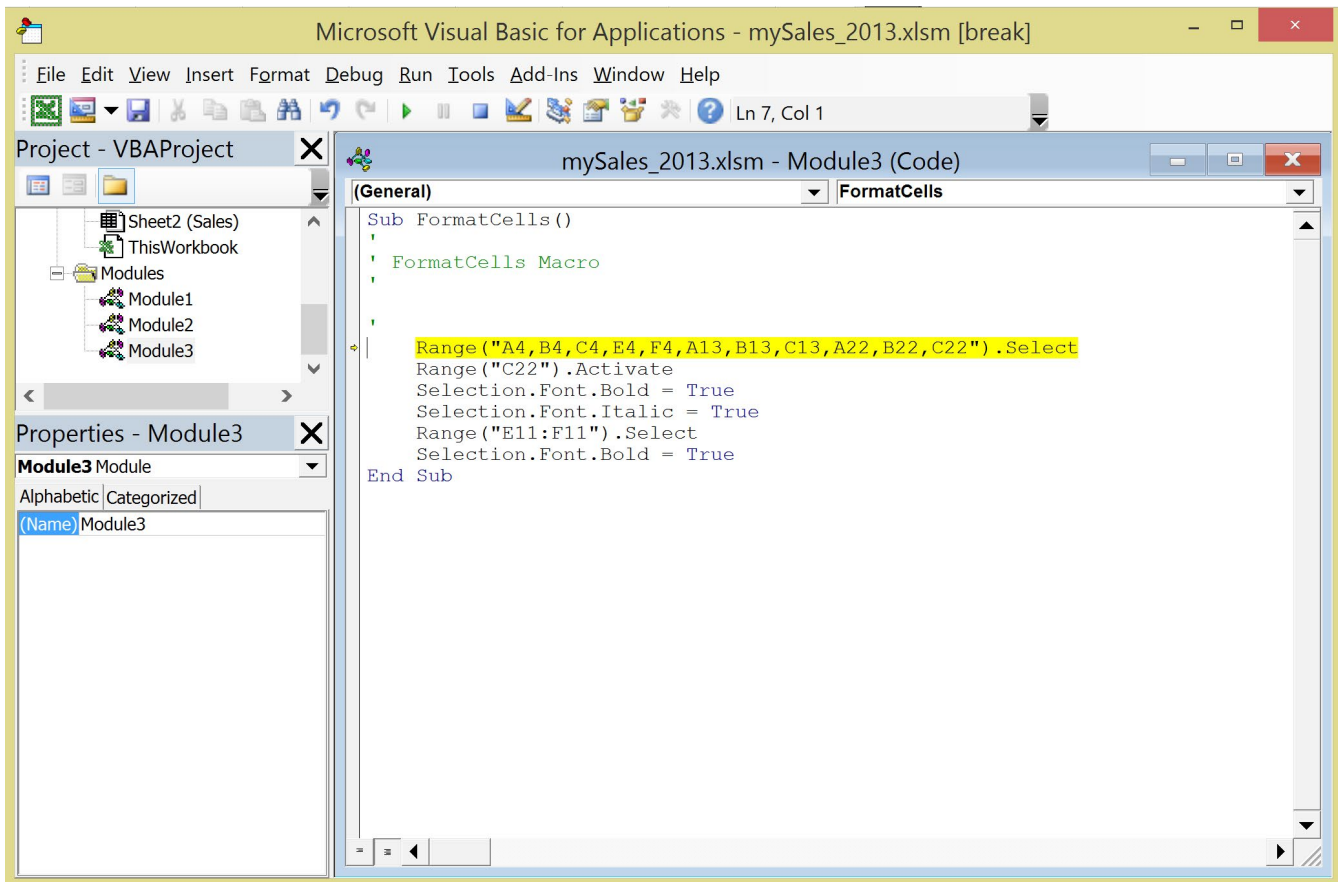 Microsoft Visual Basic for Applications - mySales_2013.xlsm [break]
File Edit View Insert Format Debug Run Tools Add-Ins Window Help
Ln 7, Col 1
Project - VBAProject
Sheet2 (Sales)
ThisWorkbook
Modules
Module1
Module2
Module3
Properties - Module3
Module3 Module
Alphabetic Categorized
(Name) Module3
mySales_2013.xlsm - Module3 (Code)
(General) FormatCells
Sub FormatCells()
'
' FormatCells Macro
'
'
Range("A4,B4,C4,E4,F4,A13,B13,C13,A22,B22,C22").Select
Range("C22").Activate
Selection.Font.Bold = True
Selection.Font.Italic = True
Range("E11:F11").Select
Selection.Font.Bold = True
End Sub